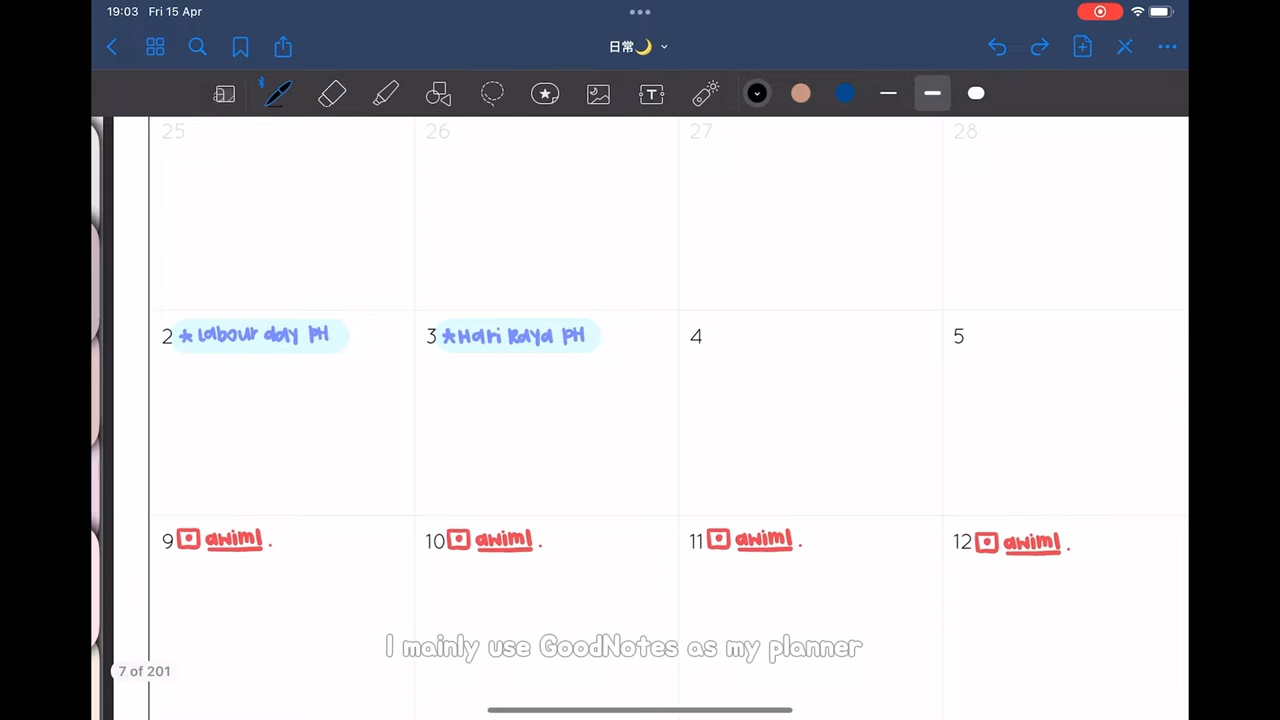 19:03 Fri 15 Apr
日常🌙
25 26 27 28
2 *Labour day PH 3 *Hari Raya PH 4 5
9 awiml. 10 awiml. 11 awiml. 12 awiml.
I mainly use GoodNotes as my planner
7 of 201